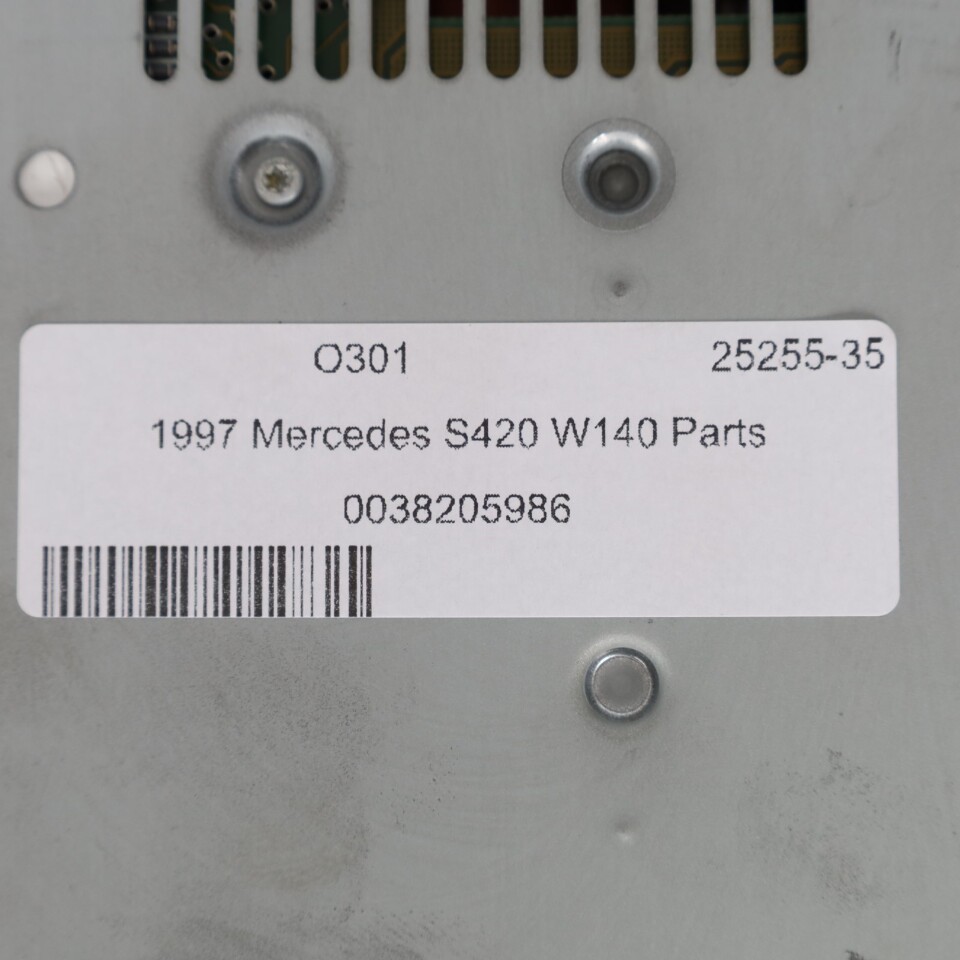 O301 25255-35
1997 Mercedes S420 W140 Parts
0038205986